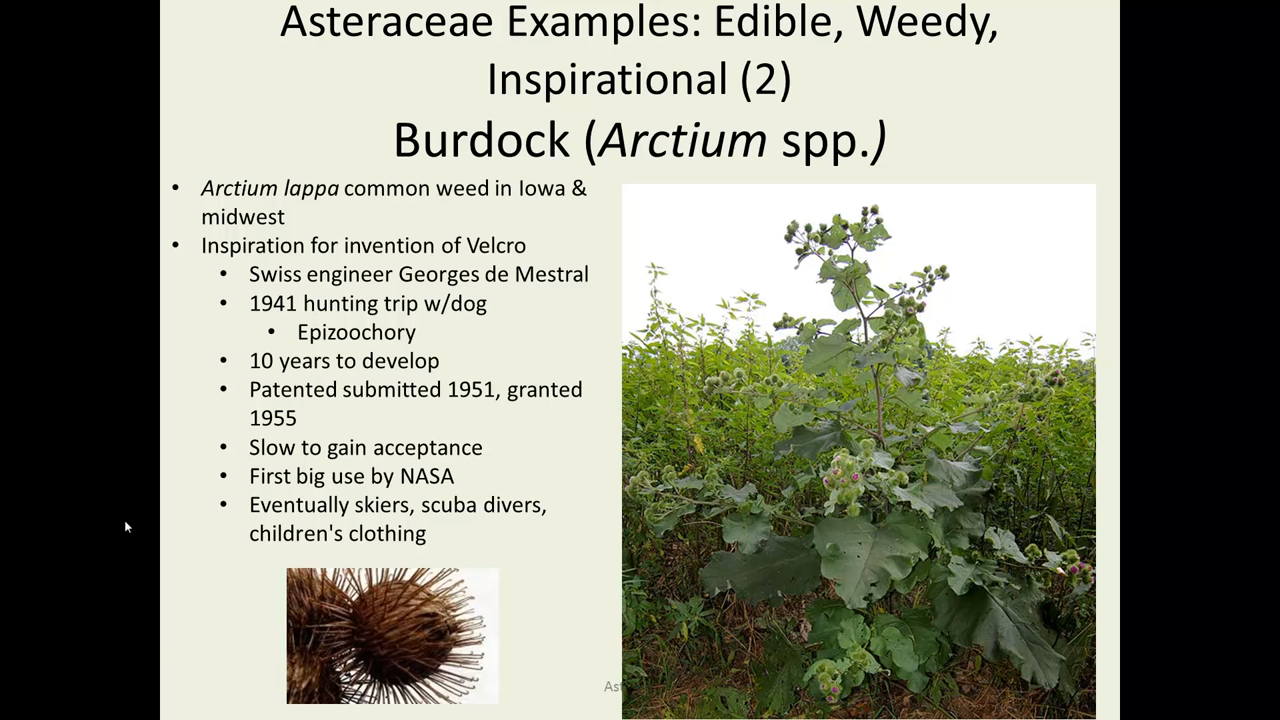 Asteraceae Examples: Edible, Weedy,
Inspirational (2)
Burdock (Arctium spp.)
• Arctium lappa common weed in Iowa &
midwest
• Inspiration for invention of Velcro
• Swiss engineer Georges de Mestral
• 1941 hunting trip w/dog
• Epizoochory
• 10 years to develop
• Patented submitted 1951, granted
1955
• Slow to gain acceptance
• First big use by NASA
• Eventually skiers, scuba divers,
children's clothing